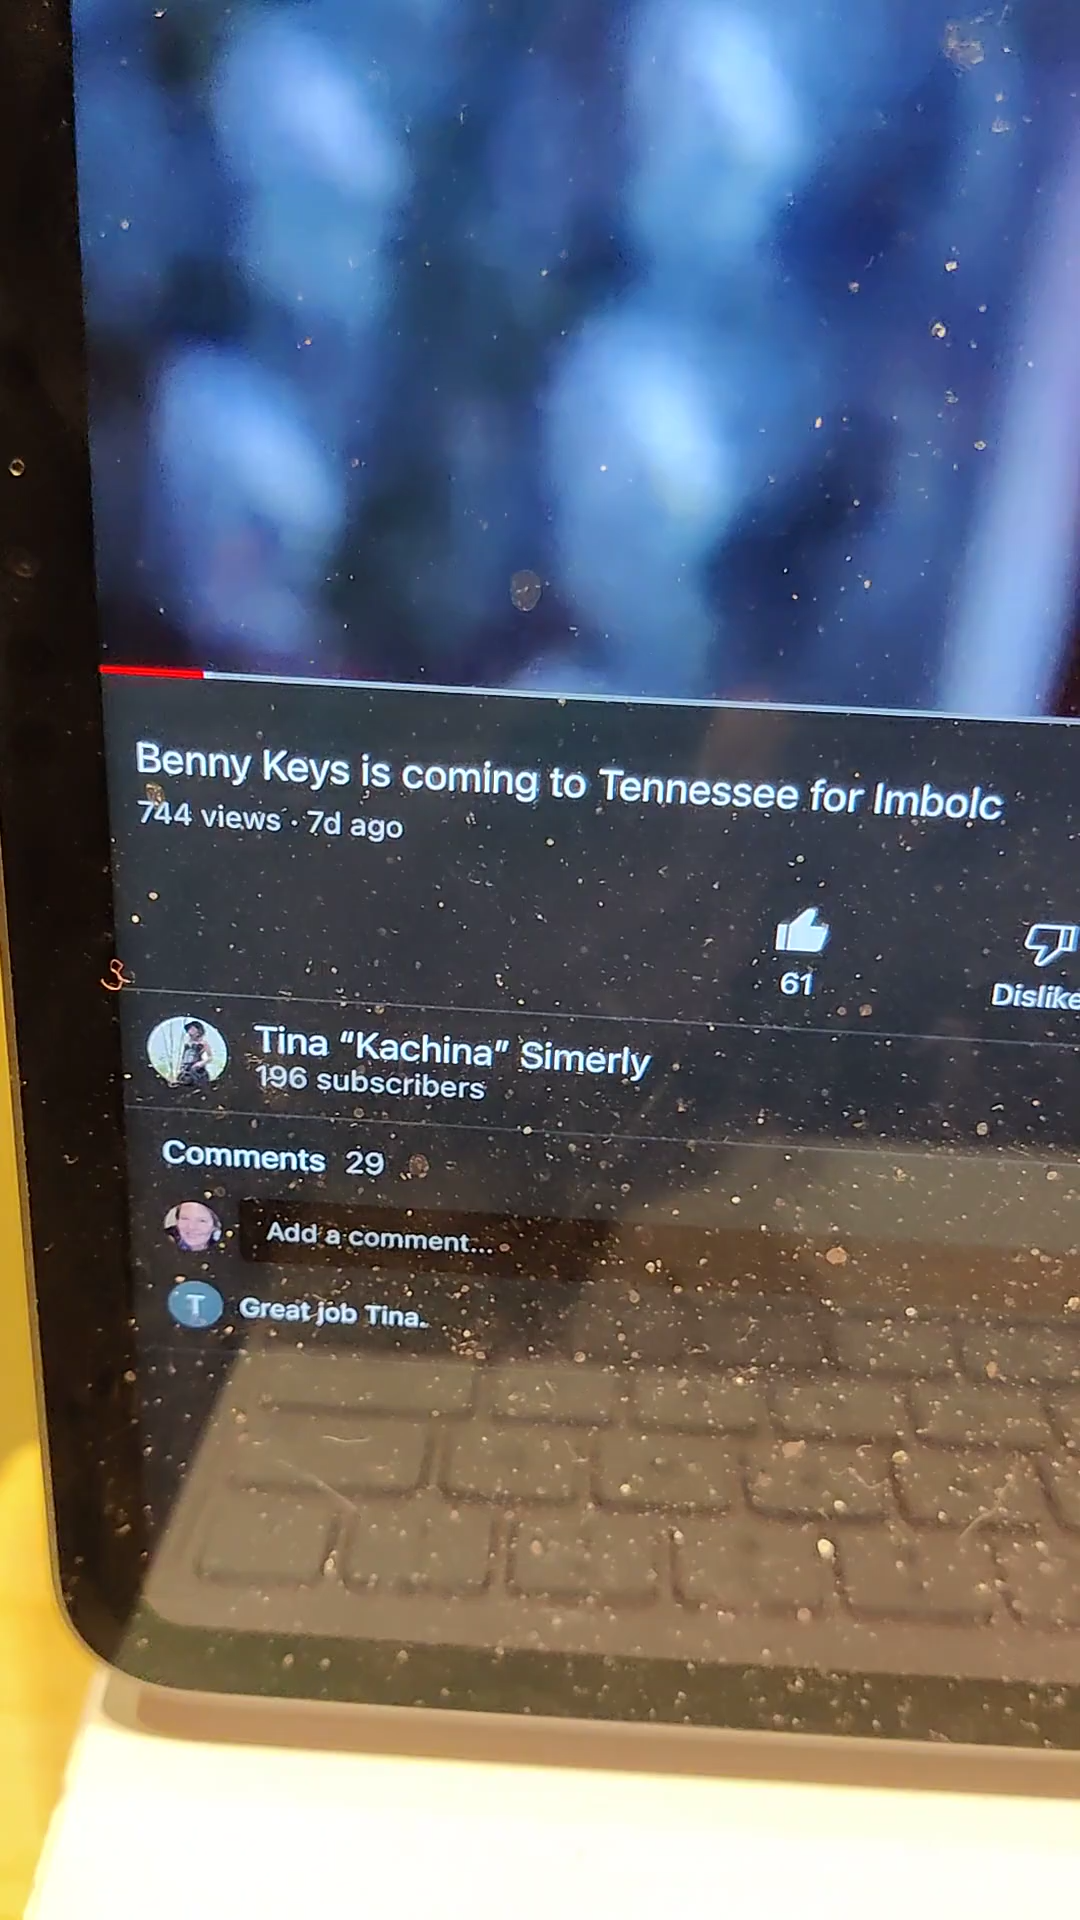 Benny Keys is coming to Tennessee for Imbolc
744 views · 7d ago
61
Dislike
Tina “Kachina” Simerly
196 subscribers
Comments 29
Add a comment...
T
Great job Tina.